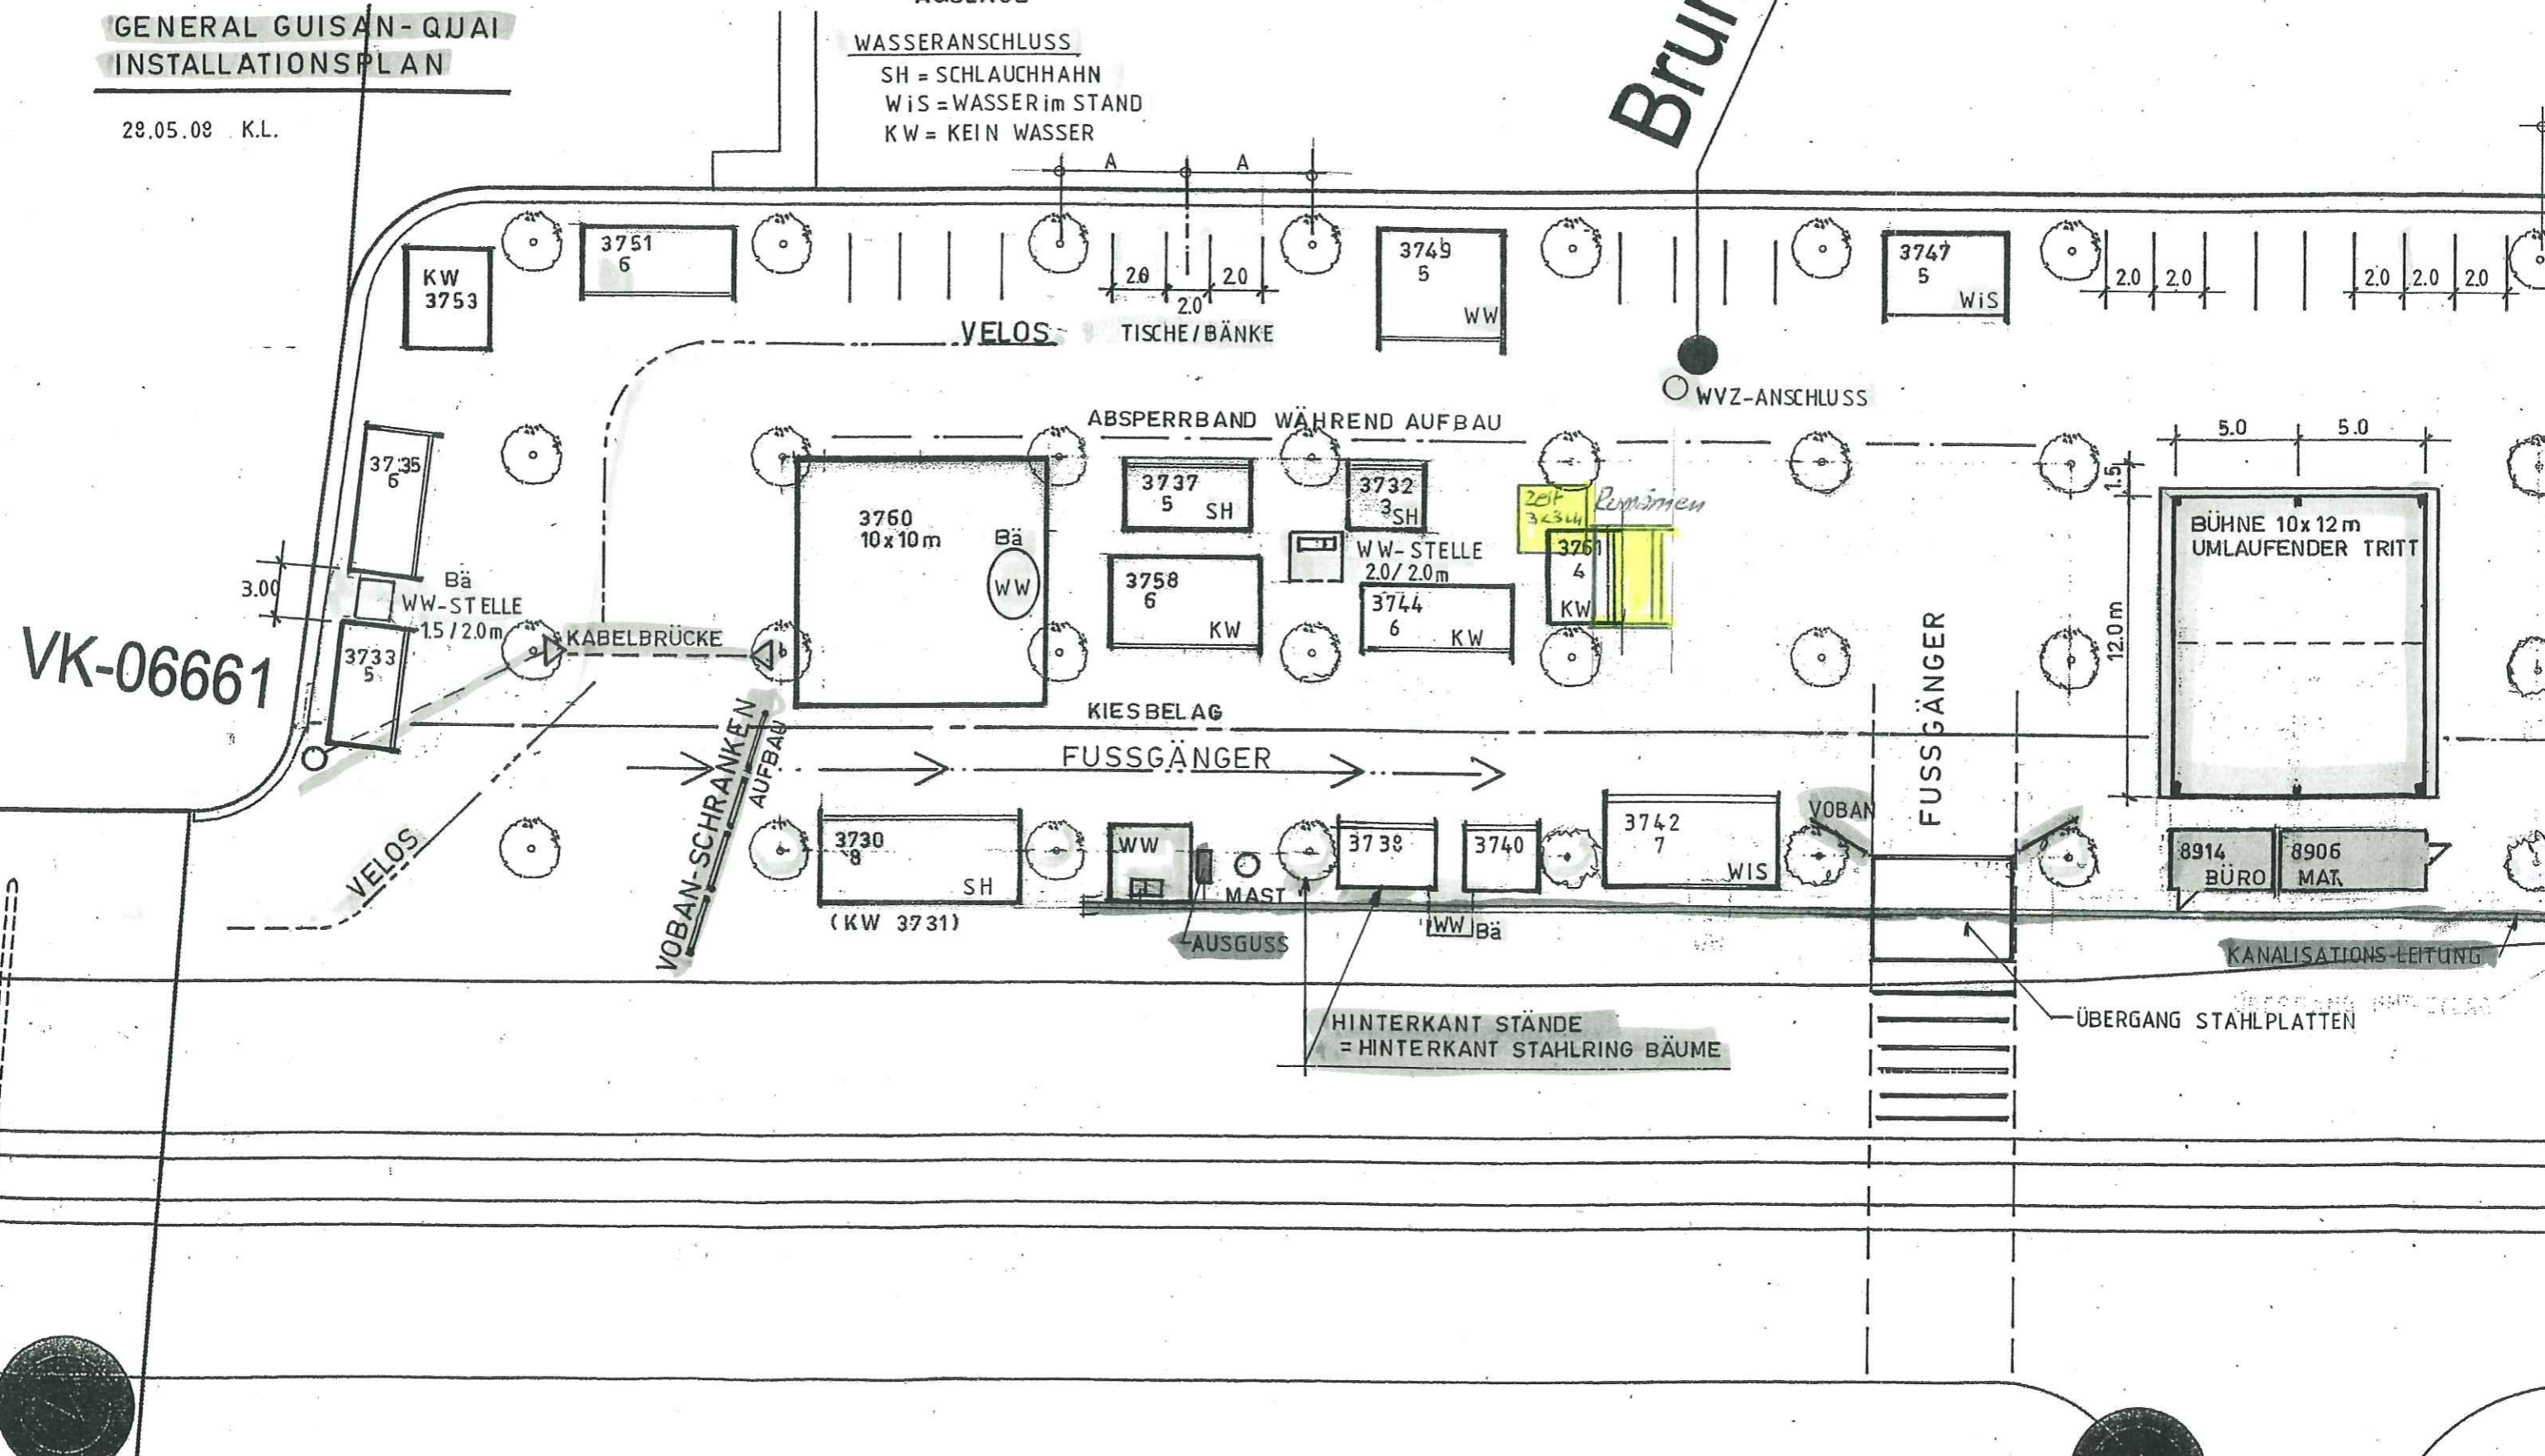 GENERAL GUISAN-QUAI
INSTALLATIONSPLAN
28.05.08 K.L.
WASSERANSCHLUSS
SH = SCHLAUCHHAHN
WiS = WASSER im STAND
KW = KEIN WASSER
A A
KW
3753
3751
6
2.0 2.0
2.0
VELOS
TISCHE/BÄNKE
3749
5
WW
3747
5
WiS
2.0 2.0
2.0 2.0 2.0
WVZ-ANSCHLUSS
ABSPERRBAND WÄHREND AUFBAU
3735
6
3.00
Bä
WW-STELLE
1.5/2.0m
3733
5
VK-06661
KABELBRÜCKE
3760
10x10m
Bä
WW
3737
5
SH
3732
3
SH
3758
6
KW
WW-STELLE
2.0/2.0m
3744
6
KW
Zelt
3x3m
Rumänien
3761
4
KW
5.0 5.0
1.5
12.0m
BÜHNE 10x12m
UMLAUFENDER TRITT
KIESBELAG
FUSSGÄNGER
FUSSGÄNGER
VOBAN-SCHRANKEN
AUFBAU
VELOS
3730
8
SH
(KW 3731)
WW
MAST
AUSGUSS
3738
3740
WW Bä
3742
7
WIS
VOBAN
8914
BÜRO
8906
MAT.
KANALISATIONS-LEITUNG
HINTERKANT STÄNDE
= HINTERKANT STAHLRING BÄUME
ÜBERGANG STAHLPLATTEN